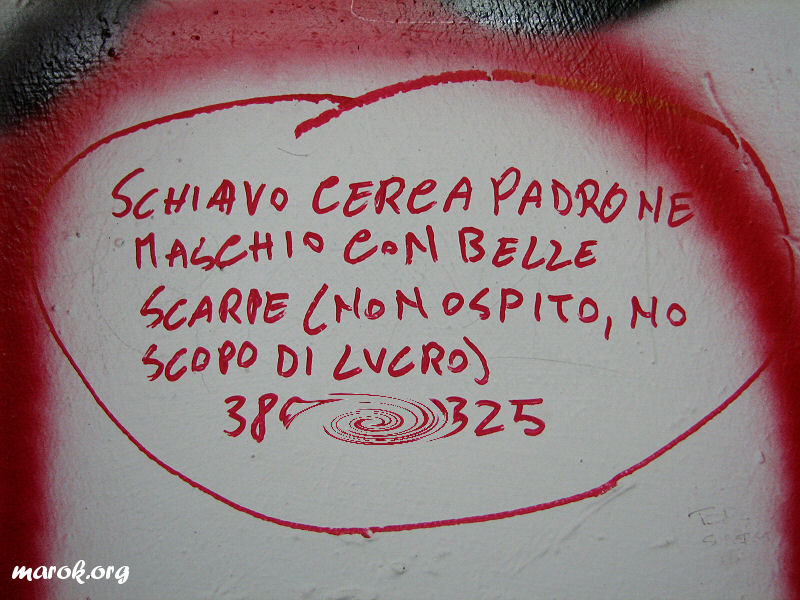 SCHIAVO CERCA PADRONE
MASCHIO CON BELLE
SCARPE (NON OSPITO, NO
SCOPO DI LUCRO)
38 325
marok.org